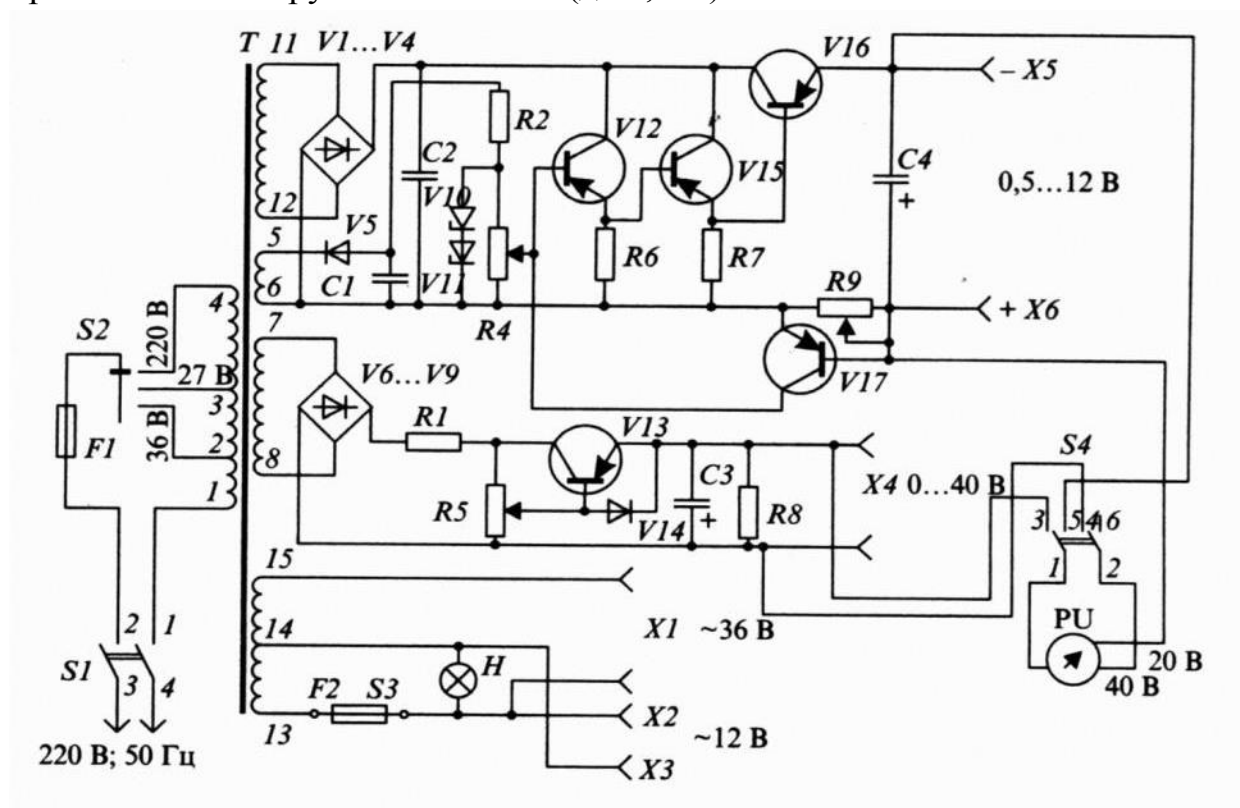 T 11 V1...V4
V16
– X5
R2
V12
C2
V15
C4
0,5...12 В
12
V10
5
V5
R6
R7
6
C1
V11
R9
+ X6
R4
7
4
S2
220 В
27 В
V6...V9
V17
3
R1
V13
F1
36 В
2
8
C3
S4
X4 0...40 В
1
R5
V14
R8
3 5 4 6
15
1 2
2 1
14
X1 ~36 В
PU
S1
H
20 В
3 4
F2 S3
40 В
X2
13
~12 В
220 В; 50 Гц
X3